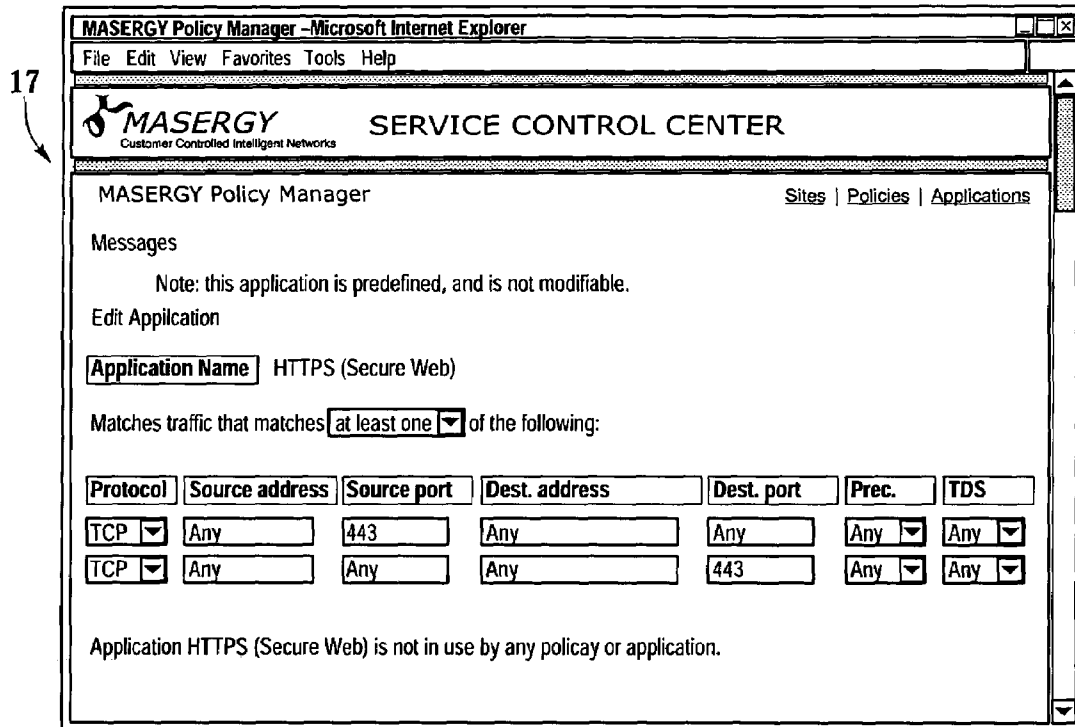 MASERGY Policy Manager –Microsoft Internet Explorer
File Edit View Favorites Tools Help
17
MASERGY
Customer Controlled Intelligent Networks
SERVICE CONTROL CENTER
MASERGY Policy Manager
Sites | Policies | Applications
Messages
Note: this application is predefined, and is not modifiable.
Edit Appilcation
Application Name HTTPS (Secure Web)
Matches traffic that matches at least one of the following:
Protocol Source address Source port Dest. address Dest. port Prec. TDS
TCP Any 443 Any Any Any Any
TCP Any Any Any 443 Any Any
Application HTTPS (Secure Web) is not in use by any policay or application.